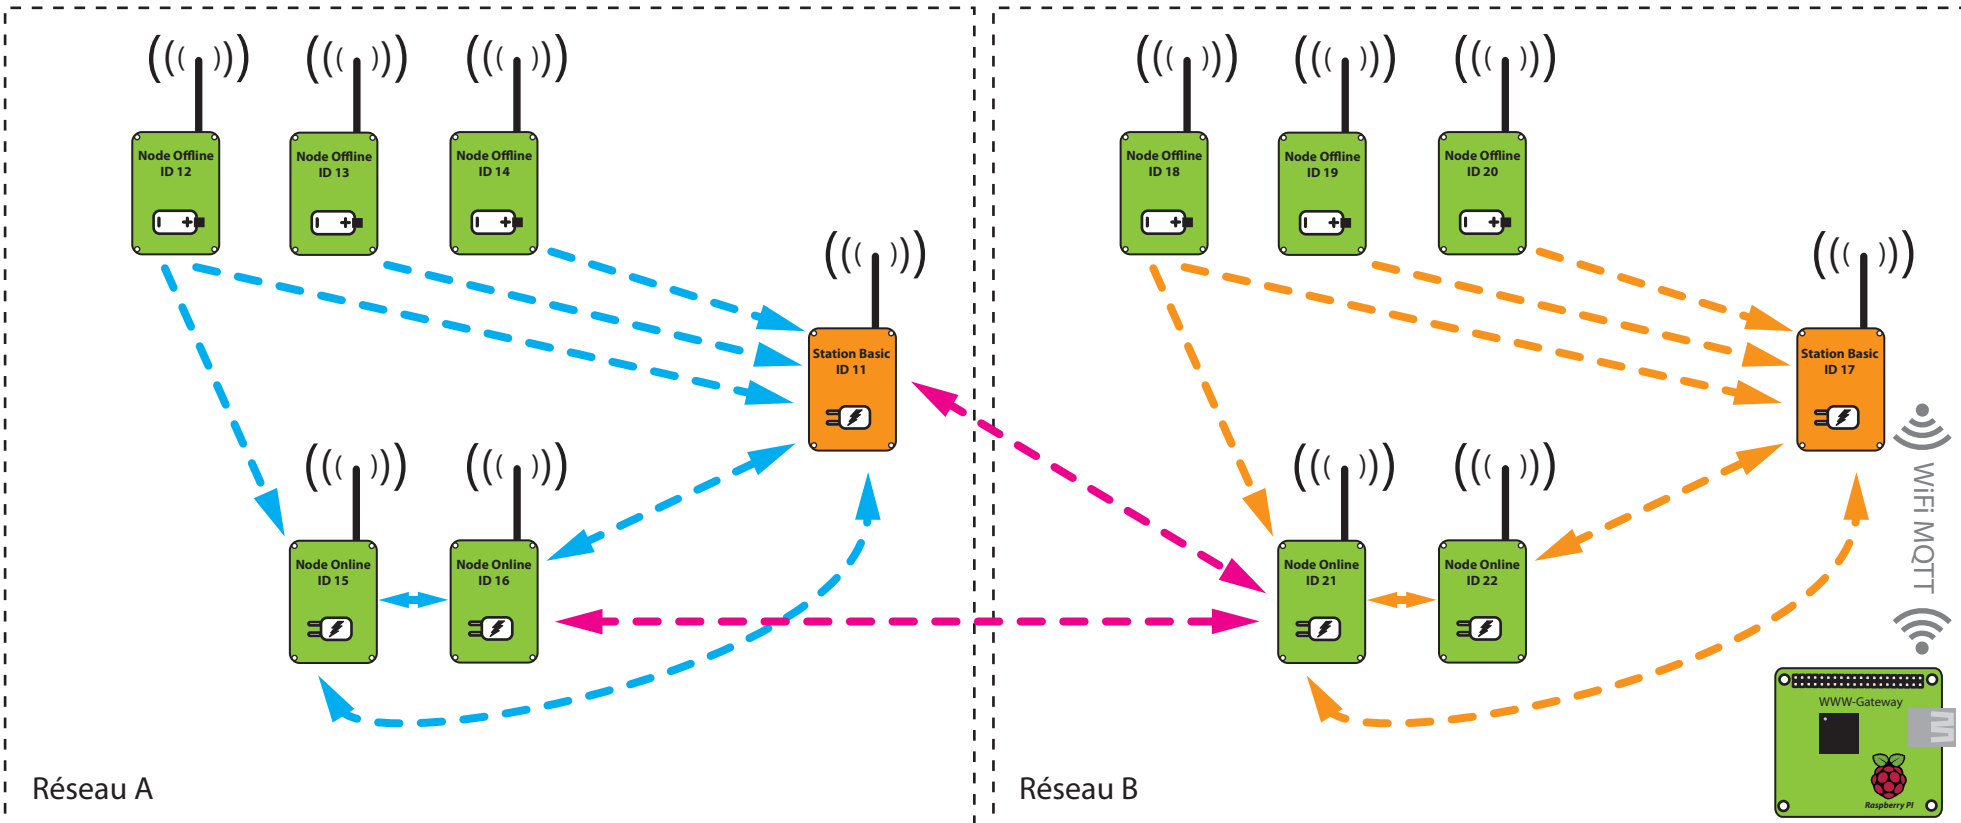 Node Offline
ID 12
Node Offline
ID 13
Node Offline
ID 14
Station Basic
ID 11
Node Online
ID 15
Node Online
ID 16
Réseau A
Node Offline
ID 18
Node Offline
ID 19
Node Offline
ID 20
Station Basic
ID 17
Node Online
ID 21
Node Online
ID 22
WiFi MQTT
WWW-Gateway
Raspberry PI
Réseau B